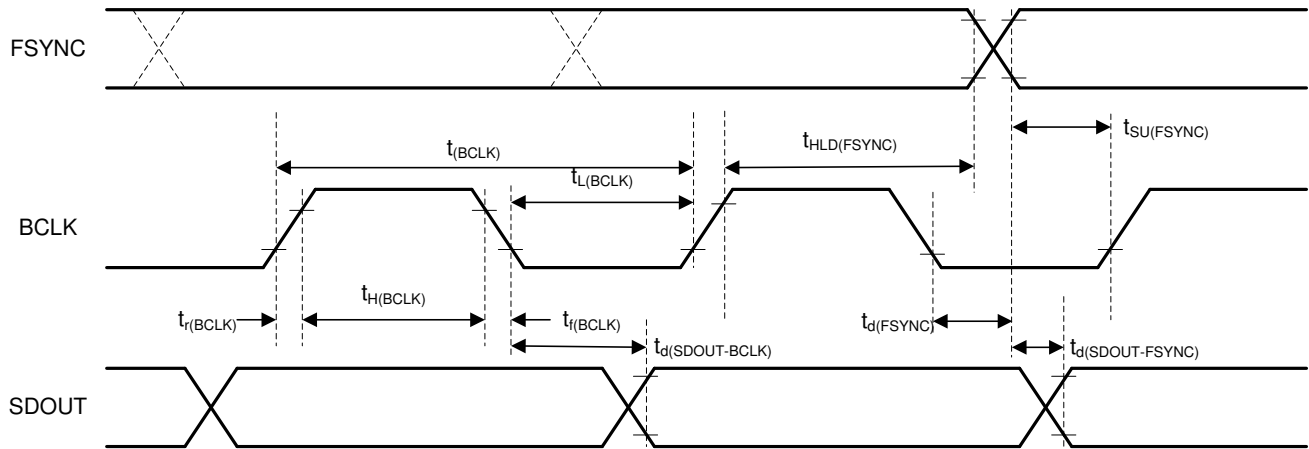 FSYNC
tSU(FSYNC)
tHLD(FSYNC)
t(BCLK)
tL(BCLK)
BCLK
tH(BCLK)
tr(BCLK)
tf(BCLK)
td(FSYNC)
td(SDOUT-BCLK)
td(SDOUT-FSYNC)
SDOUT